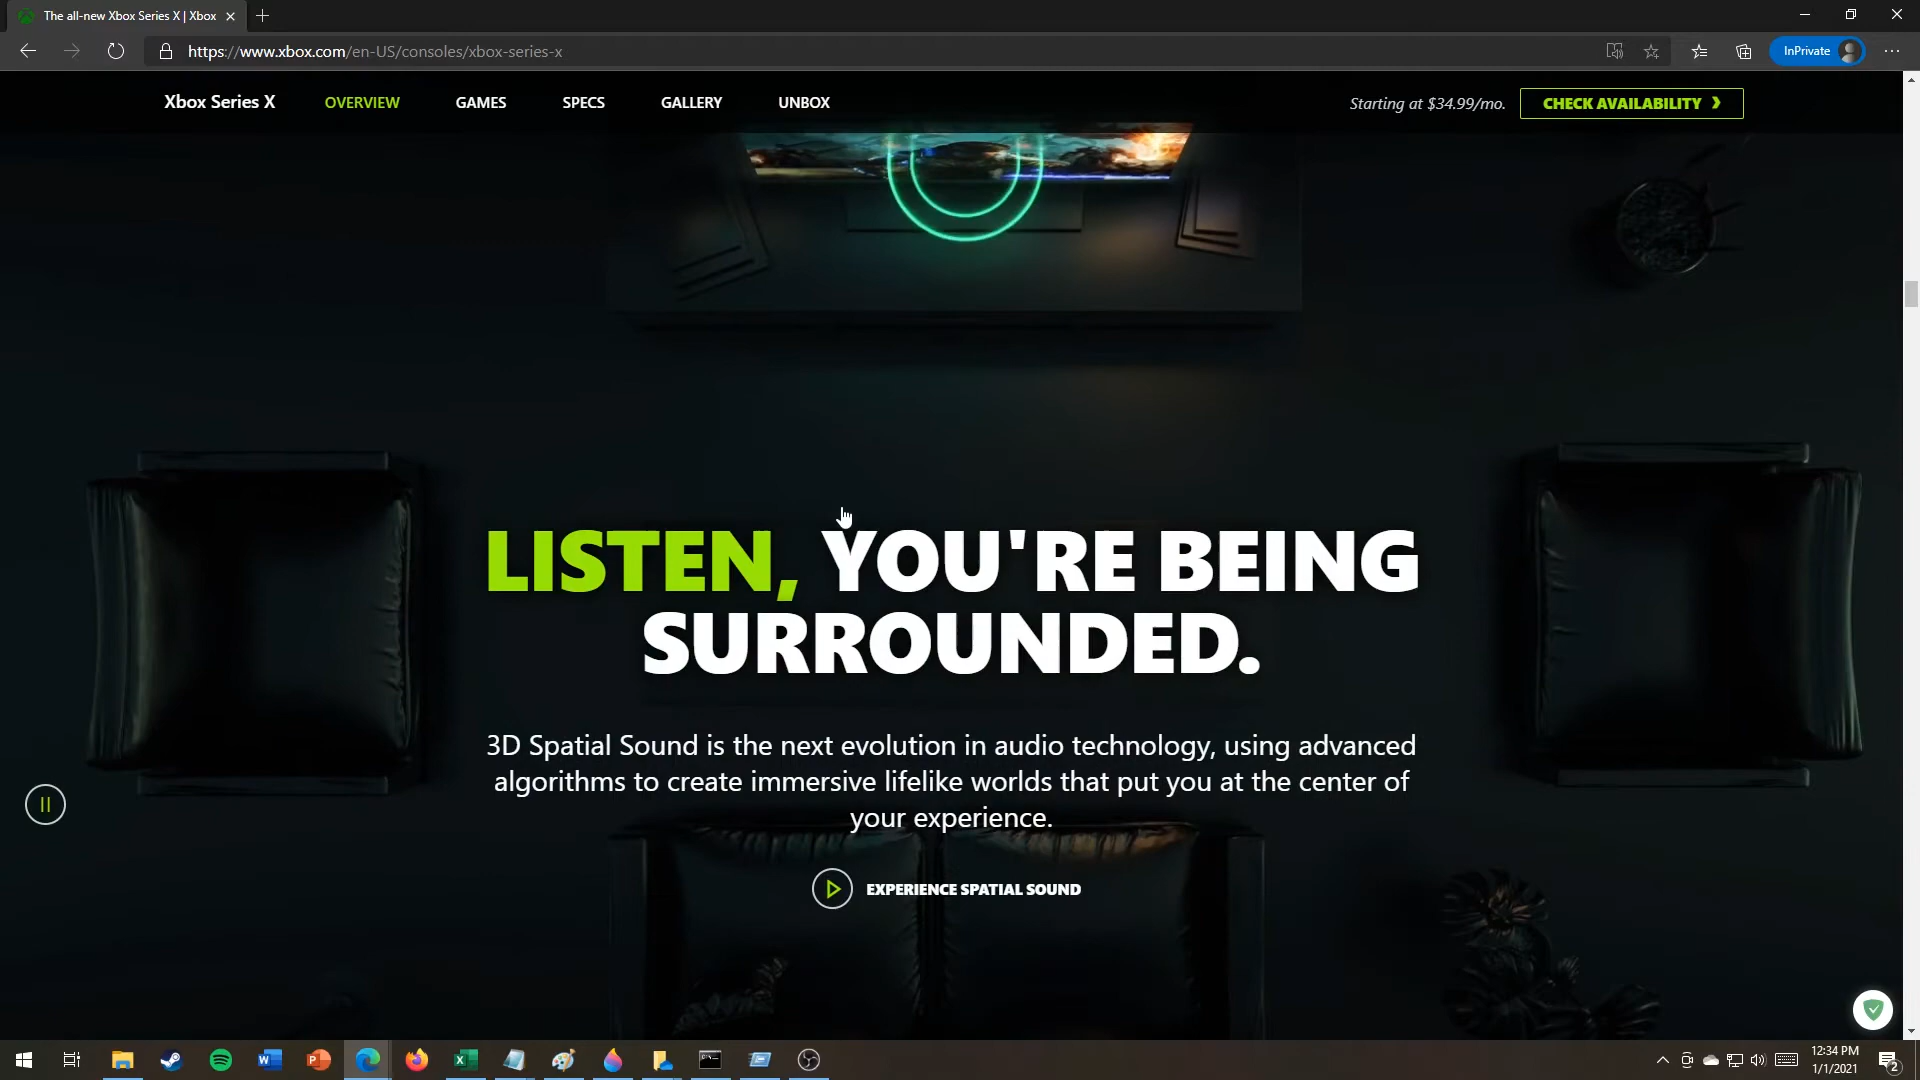 The all-new Xbox Series X | Xbox
https://www.xbox.com/en-US/consoles/xbox-series-x
InPrivate
Xbox Series X OVERVIEW GAMES SPECS GALLERY UNBOX Starting at $34.99/mo. CHECK AVAILABILITY
LISTEN, YOU'RE BEING
SURROUNDED.
3D Spatial Sound is the next evolution in audio technology, using advanced
algorithms to create immersive lifelike worlds that put you at the center of
your experience.
EXPERIENCE SPATIAL SOUND
12:34 PM
1/1/2021
2